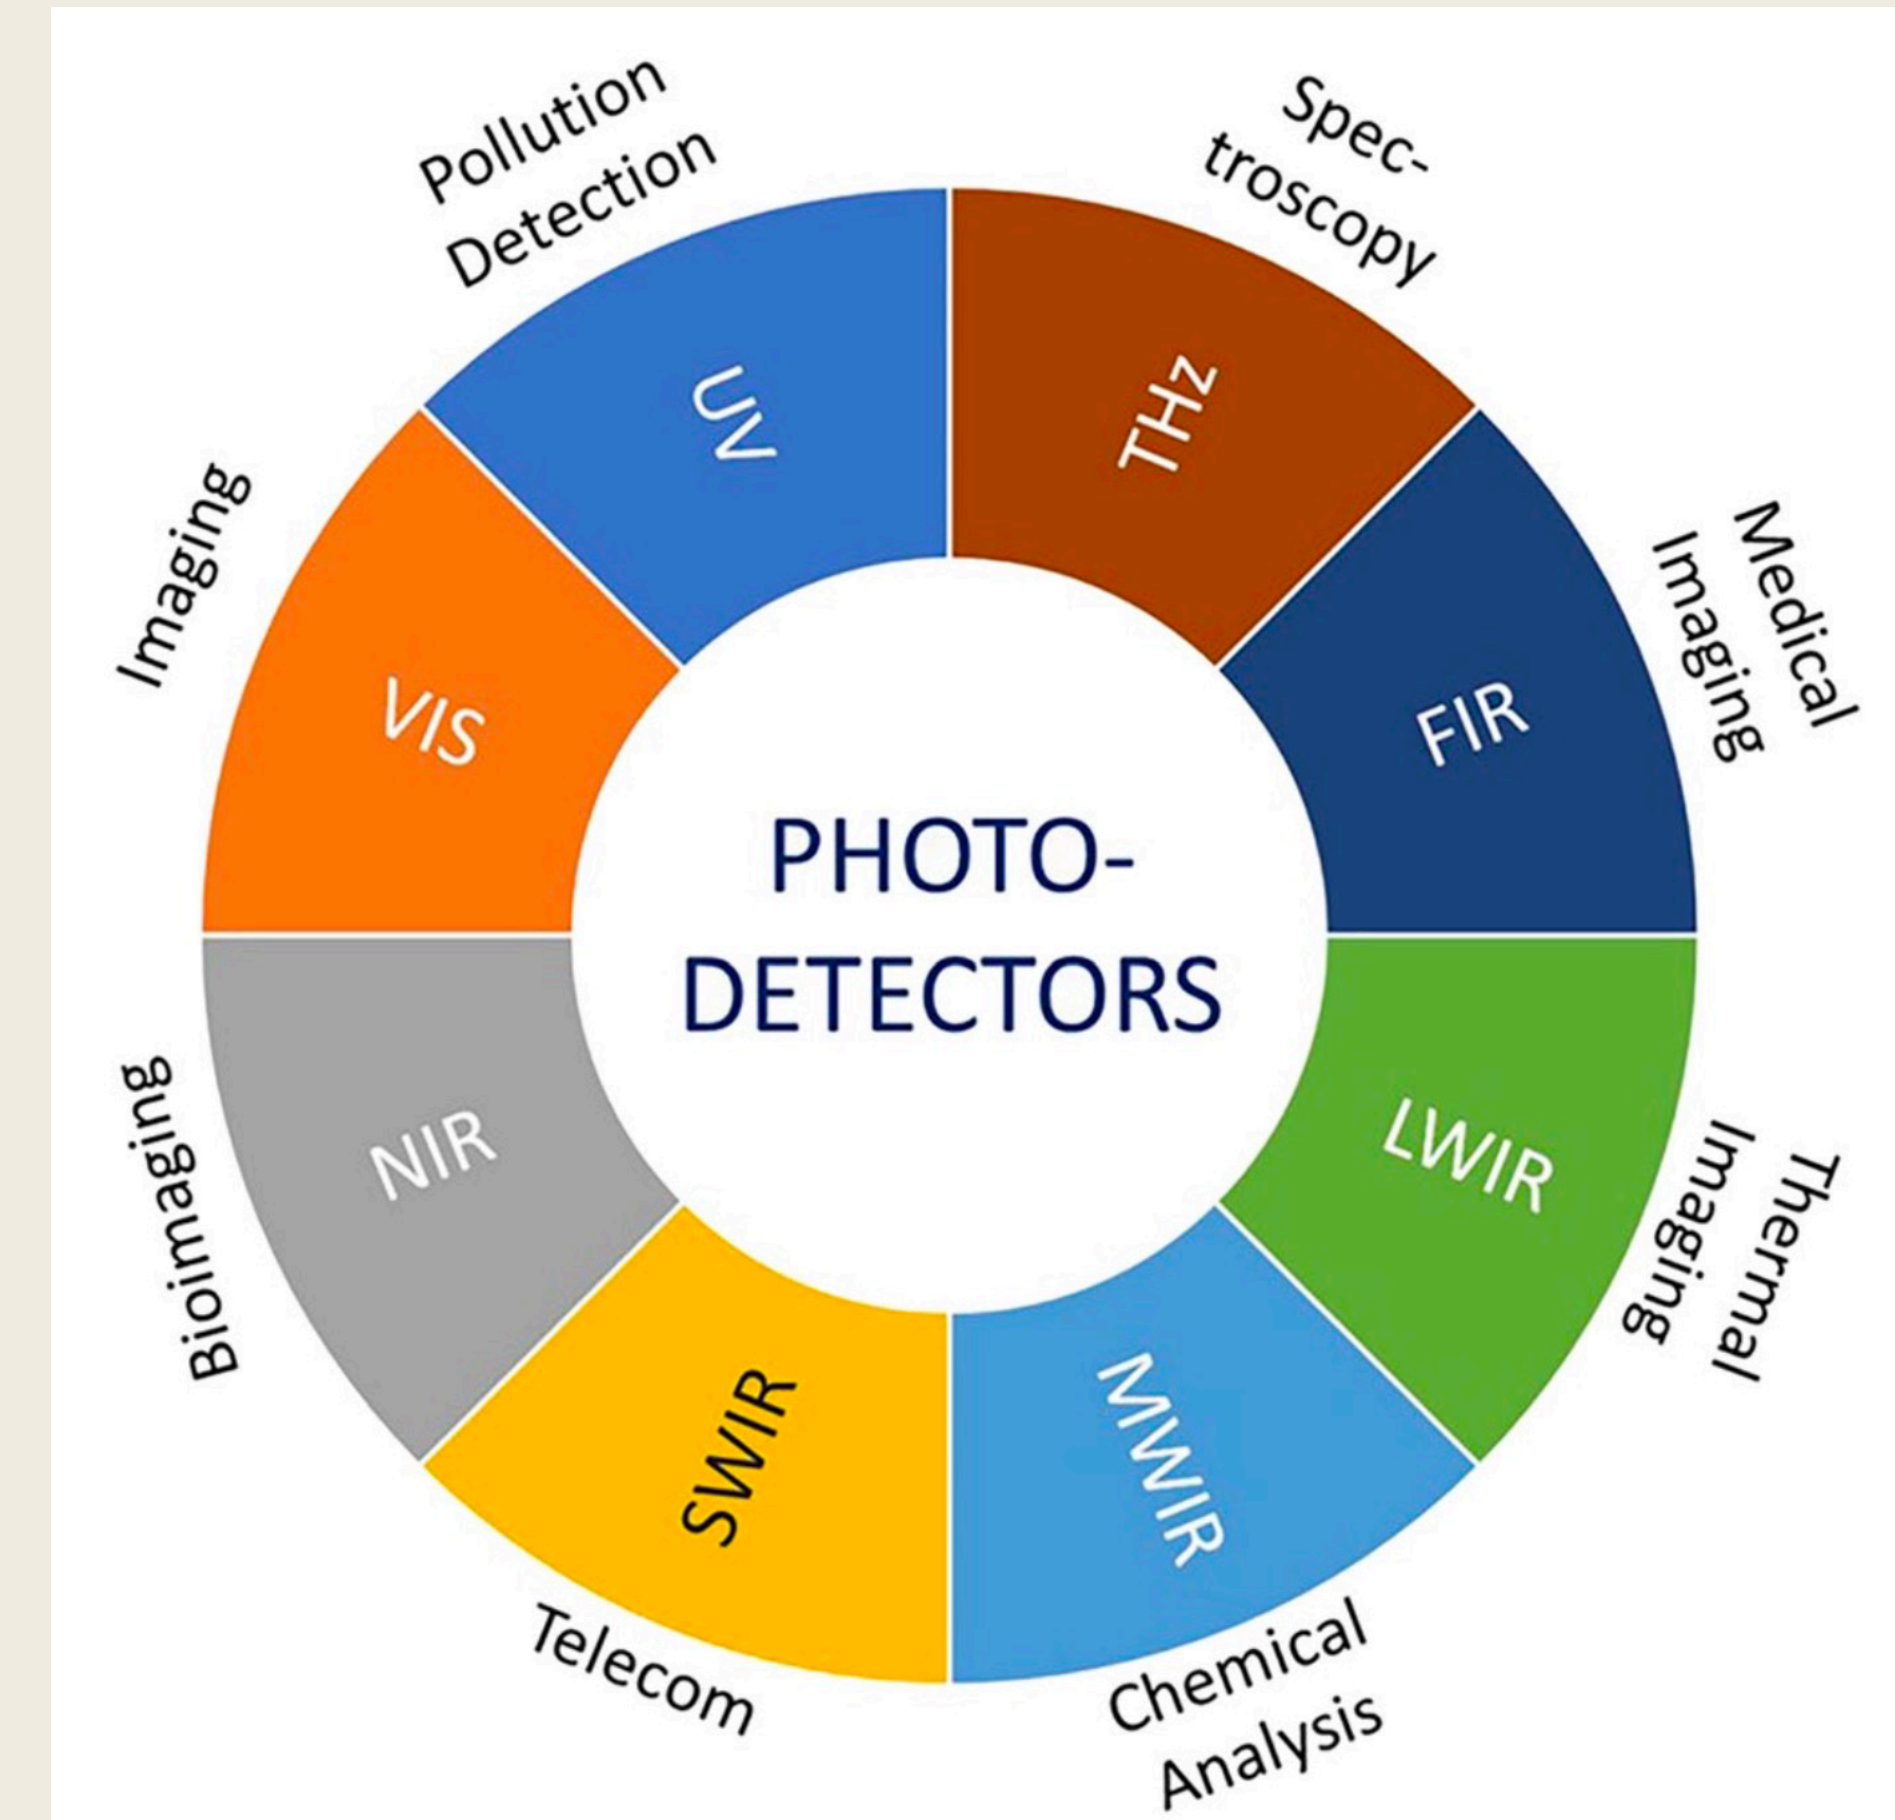 Pollution
Detection
Spec-
troscopy
UV
THz
Imaging
Medical
Imaging
VIS
FIR
PHOTO-
DETECTORS
NIR
LWIR
Bioimaging
Thermal
Imaging
SWIR
MWIR
Telecom
Chemical
Analysis